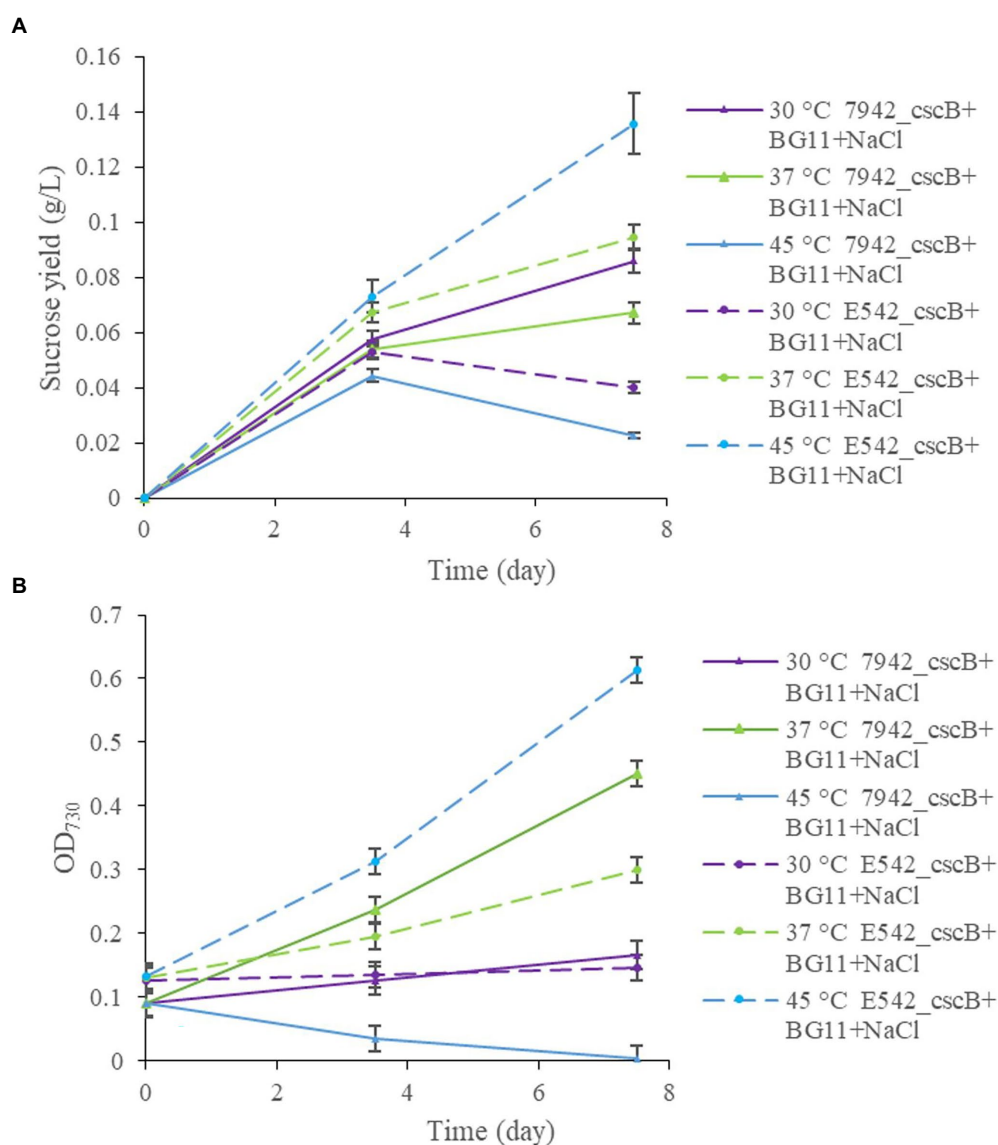 A
0.16
0.14
0.12
0.1
0.08
0.06
0.04
0.02
0
0 2 4 6 8
Sucrose yield (g/L)
Time (day)
30 °C 7942_cscB+
BG11+NaCl
37 °C 7942_cscB+
BG11+NaCl
45 °C 7942_cscB+
BG11+NaCl
30 °C E542_cscB+
BG11+NaCl
37 °C E542_cscB+
BG11+NaCl
45 °C E542_cscB+
BG11+NaCl
B
0.7
0.6
0.5
0.4
0.3
0.2
0.1
0
0 2 4 6 8
OD730
Time (day)
30 °C 7942_cscB+
BG11+NaCl
37 °C 7942_cscB+
BG11+NaCl
45 °C 7942_cscB+
BG11+NaCl
30 °C E542_cscB+
BG11+NaCl
37 °C E542_cscB+
BG11+NaCl
45 °C E542_cscB+
BG11+NaCl